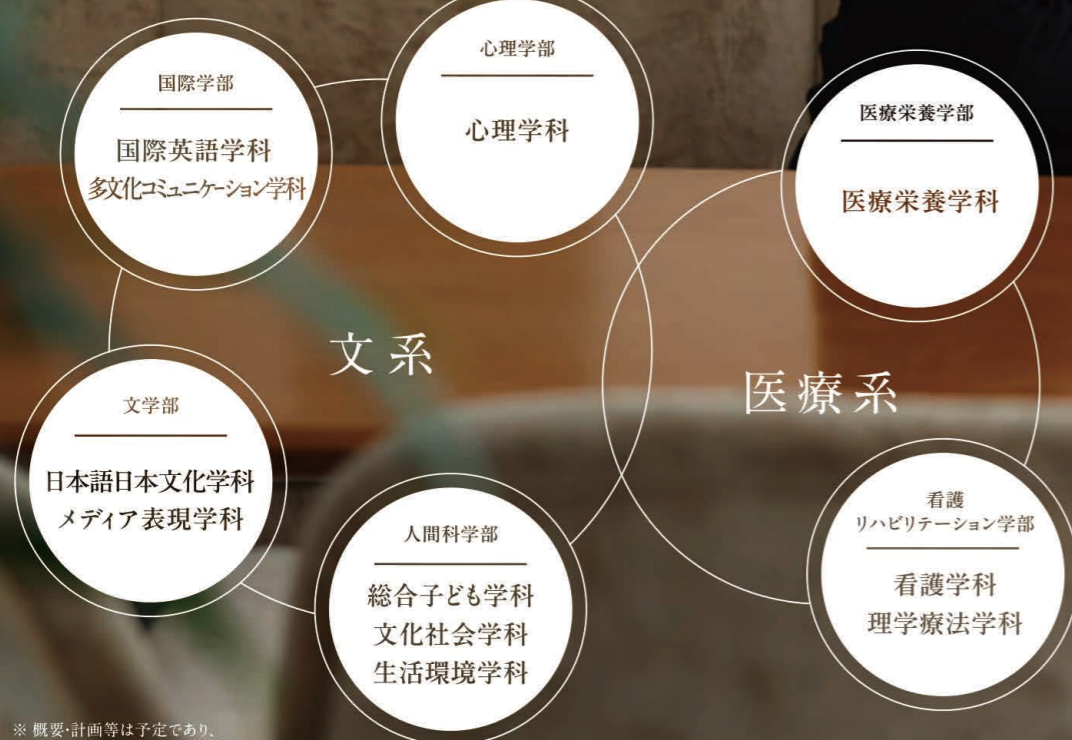 国際学部
国際英語学科
多文化コミュニケーション学科
心理学部
心理学科
医療栄養学部
医療栄養学科
文系
医療系
文学部
日本語日本文化学科
メディア表現学科
人間科学部
総合子ども学科
文化社会学科
生活環境学科
看護
リハビリテーション学部
看護学科
理学療法学科
※ 概要・計画等は予定であり、